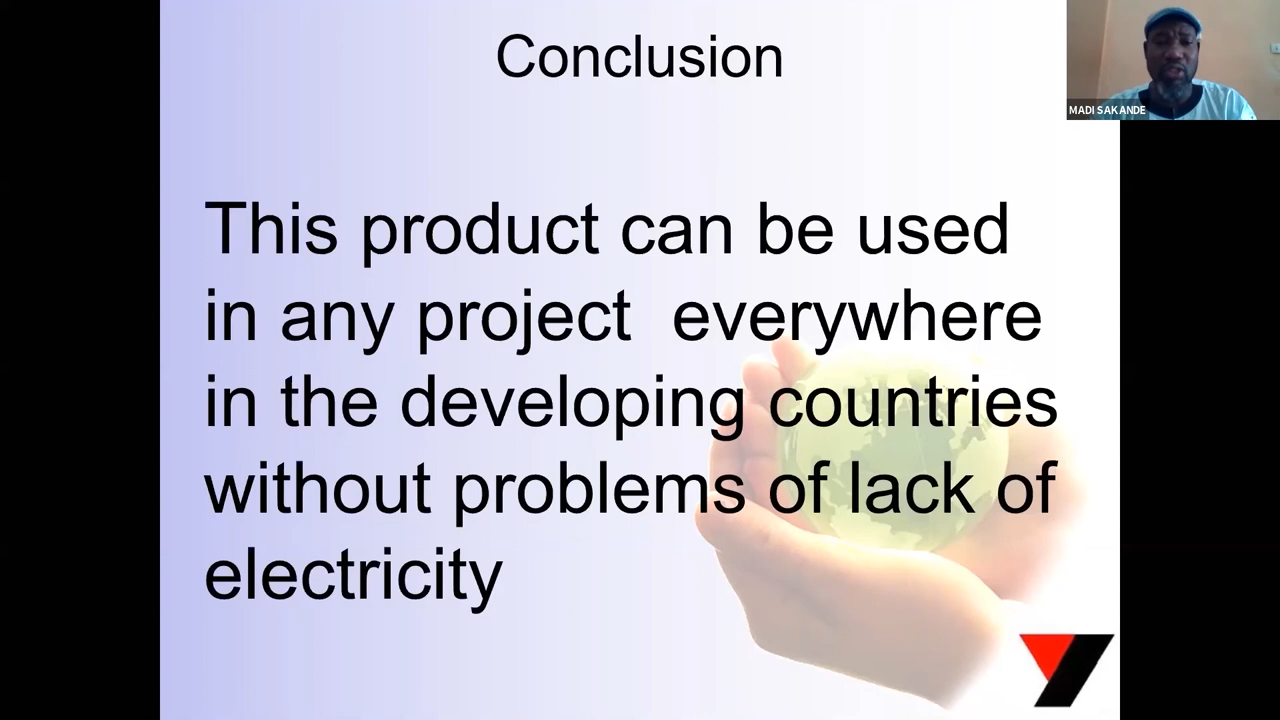 Conclusion
MADI SAKANDE
This product can be used
in any project  everywhere
in the developing countries
without problems of lack of
electricity